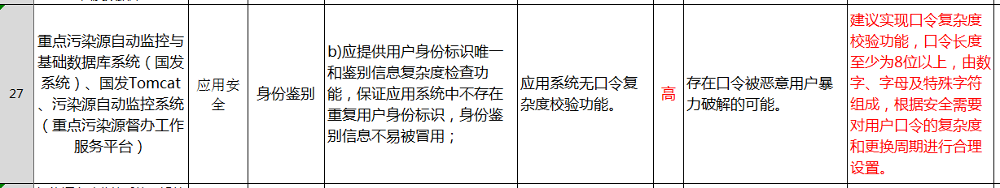 27
重点污染源自动监控与
基础数据库系统（国发
系统）、国发Tomcat
、污染源自动监控系统
（重点污染源督办工作
服务平台）
应用安
全
身份鉴别
b)应提供用户身份标识唯一
和鉴别信息复杂度检查功
能，保证应用系统中不存在
重复用户身份标识，身份鉴
别信息不易被冒用；
应用系统无口令复
杂度校验功能。
高
存在口令被恶意用户暴
力破解的可能。
建议实现口令复杂度
校验功能，口令长度
至少为8位以上，由数
字、字母及特殊字符
组成，根据安全需要
对用户口令的复杂度
和更换周期进行合理
设置。